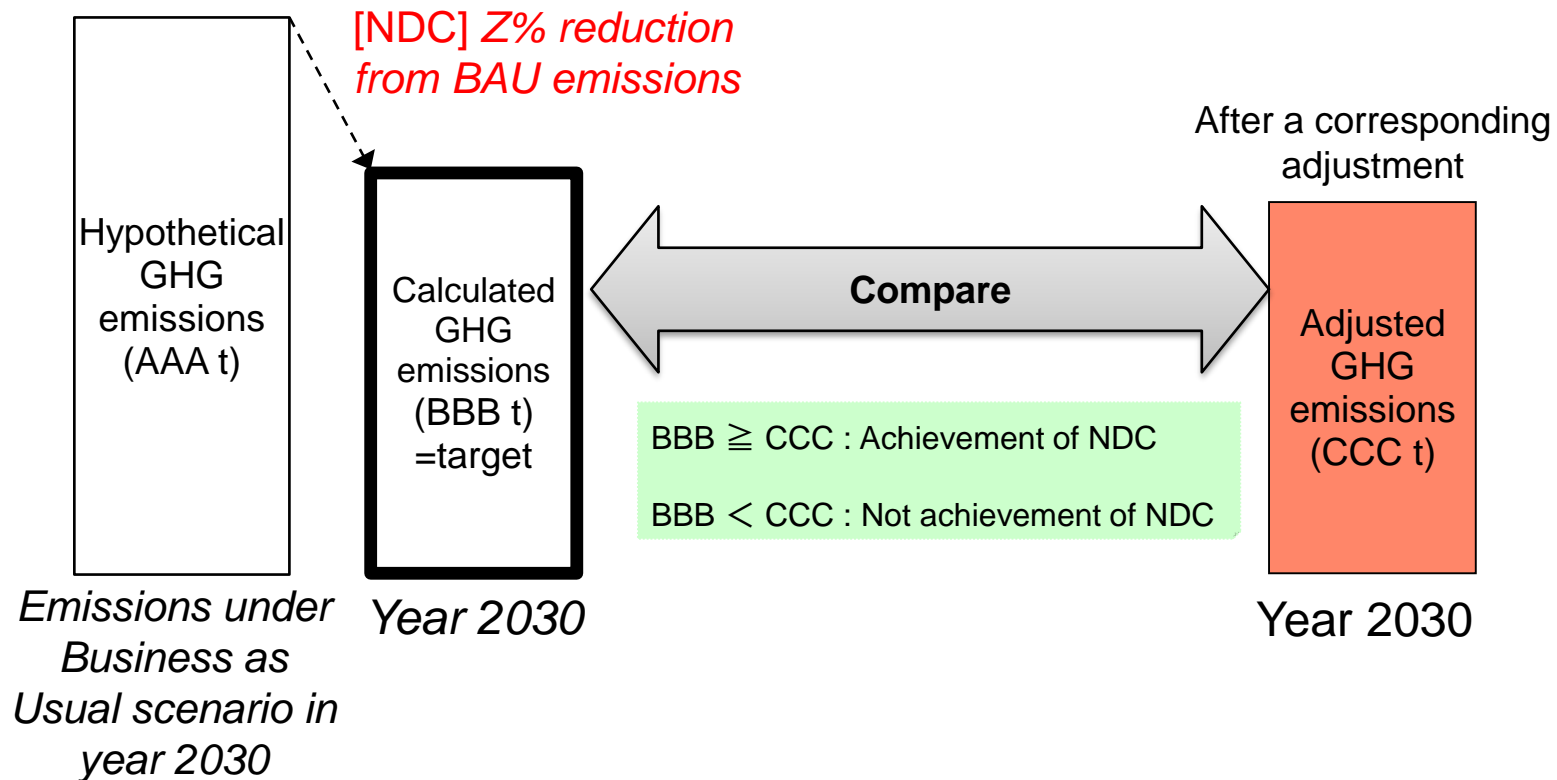 [NDC] Z% reduction
from BAU emissions
After a corresponding
adjustment
Hypothetical
GHG
emissions
(AAA t)
Calculated
GHG
emissions
(BBB t)
=target
Compare
Adjusted
GHG
emissions
(CCC t)
BBB ≧ CCC : Achievement of NDC
BBB < CCC : Not achievement of NDC
Emissions under
Business as
Usual scenario in
year 2030
Year 2030
Year 2030